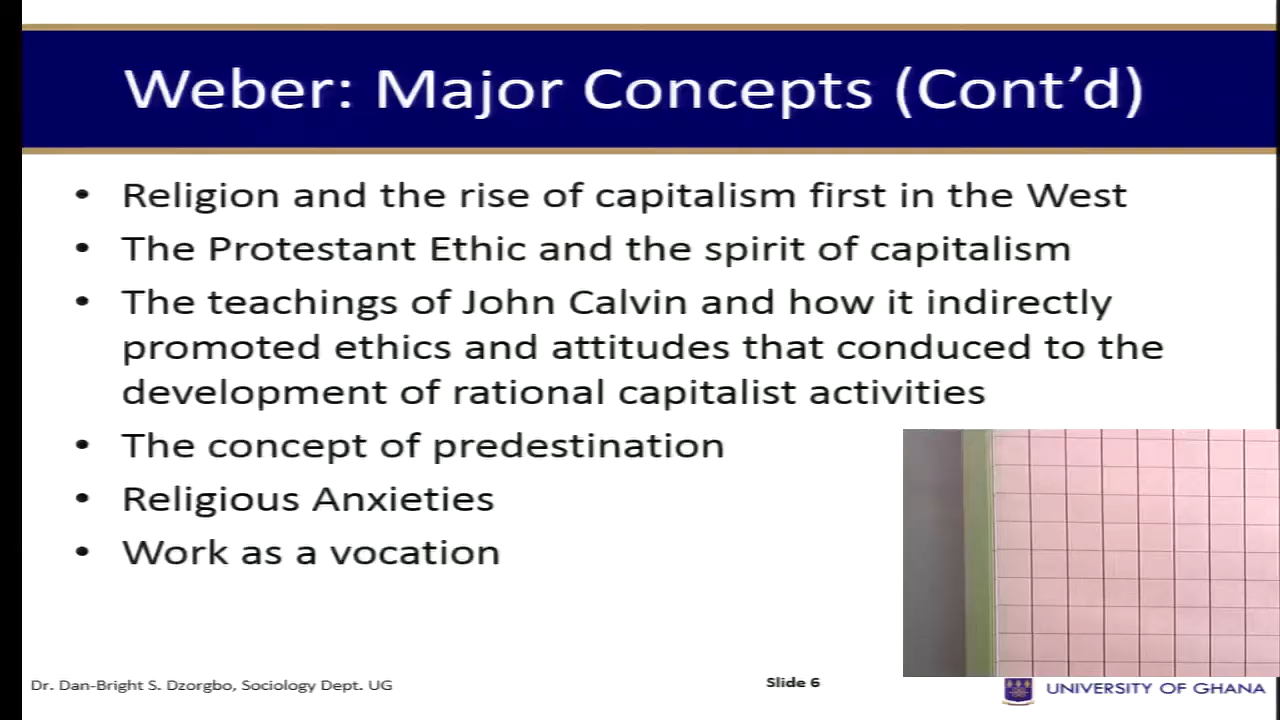 Weber: Major Concepts (Cont’d)
• Religion and the rise of capitalism first in the West
• The Protestant Ethic and the spirit of capitalism
• The teachings of John Calvin and how it indirectly
promoted ethics and attitudes that conduced to the
development of rational capitalist activities
• The concept of predestination
• Religious Anxieties
• Work as a vocation
Dr. Dan-Bright S. Dzorgbo, Sociology Dept. UG
Slide 6
UNIVERSITY OF GHANA